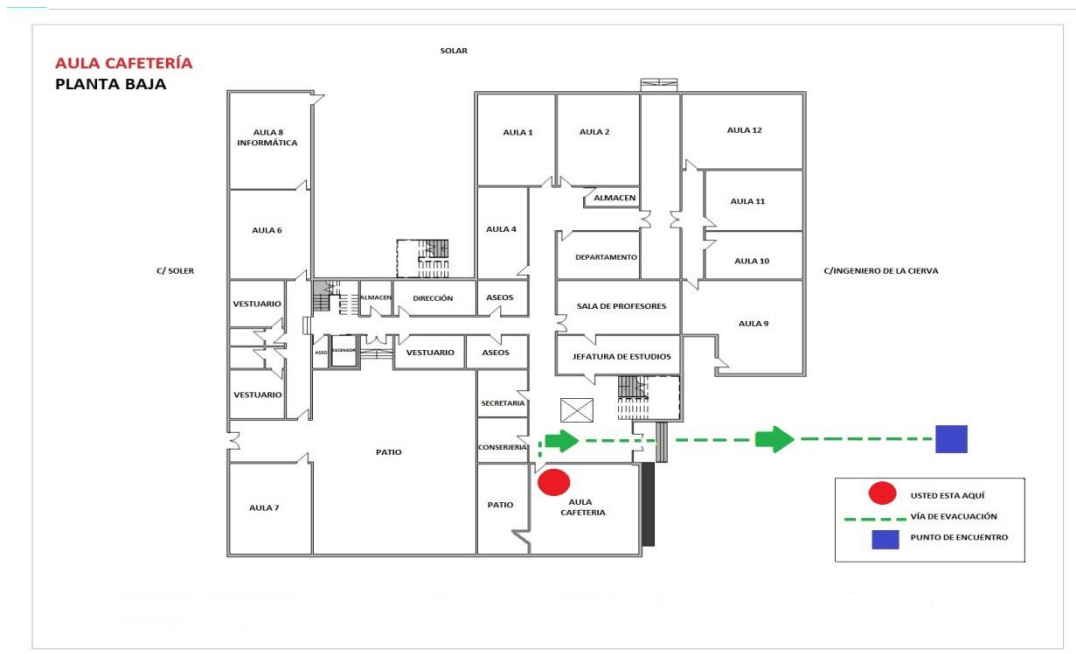 AULA CAFETERÍA
PLANTA BAJA
SOLAR
AULA 8
INFORMÁTICA
AULA 1
AULA 2
AULA 12
ALMACEN
AULA 11
AULA 6
AULA 4
DEPARTAMENTO
AULA 10
C/ SOLER
C/INGENIERO DE LA CIERVA
VESTUARIO
ALMACEN
DIRECCIÓN
ASEOS
SALA DE PROFESORES
AULA 9
ASEO
ASCENSOR
VESTUARIO
ASEOS
JEFATURA DE ESTUDIOS
VESTUARIO
SECRETARIA
PATIO
CONSERJERIA
AULA 7
PATIO
AULA
CAFETERIA
USTED ESTA AQUÍ
VÍA DE EVACUACIÓN
PUNTO DE ENCUENTRO